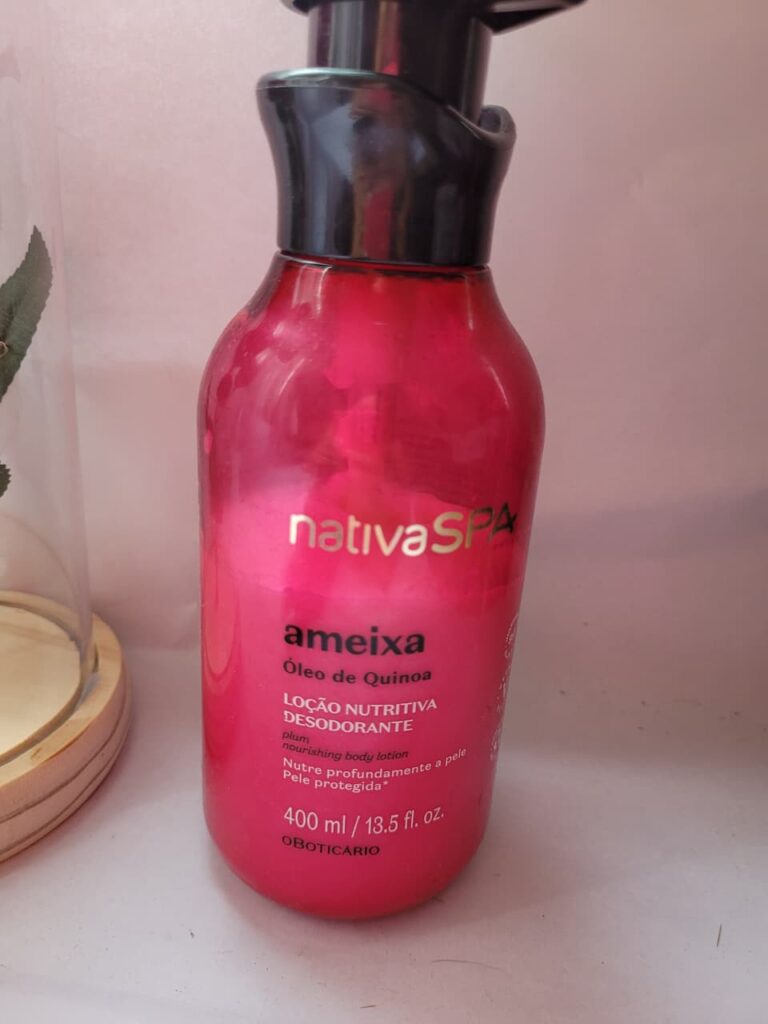 nativaSPA
ameixa
Óleo de Quinoa
LOÇÃO NUTRITIVA
DESODORANTE
plum
nourishing body lotion
Nutre profundamente a pele
Pele protegida*
400 ml / 13.5 fl. oz.
oBOTICÁRIO